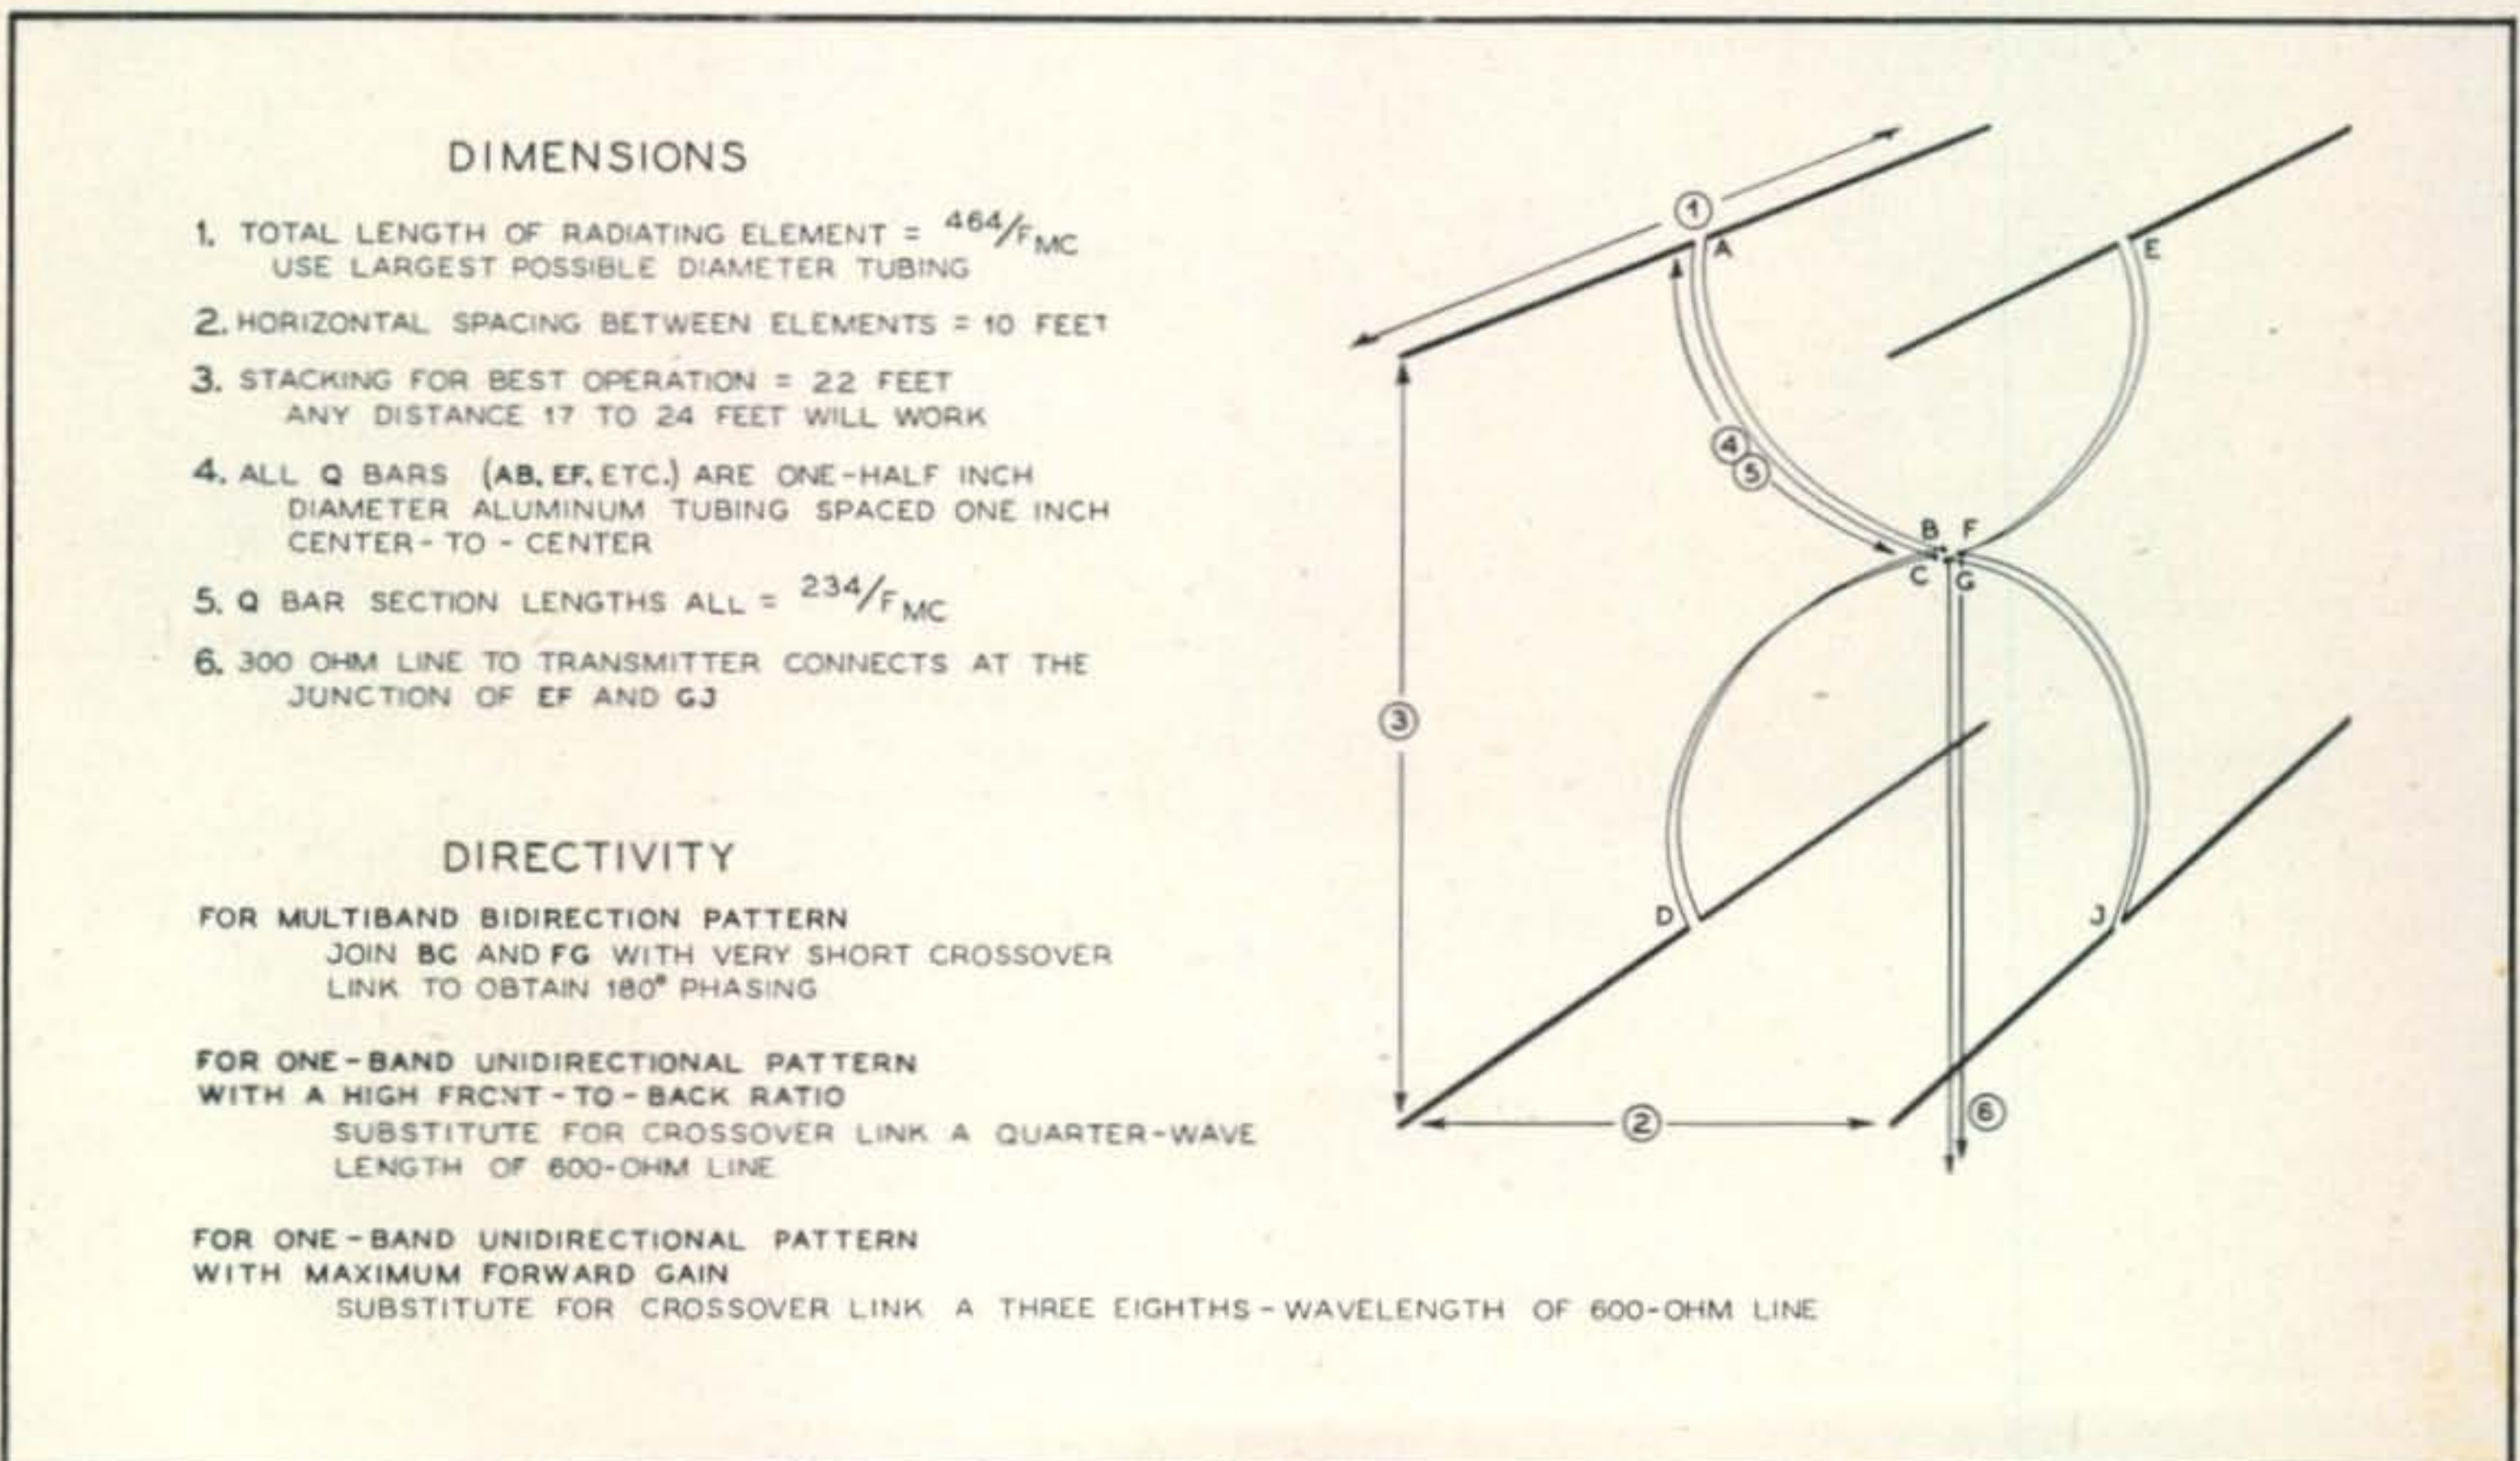 DIMENSIONS
1. TOTAL LENGTH OF RADIATING ELEMENT = 464/FMC
USE LARGEST POSSIBLE DIAMETER TUBING
2. HORIZONTAL SPACING BETWEEN ELEMENTS = 10 FEET
3. STACKING FOR BEST OPERATION = 22 FEET
ANY DISTANCE 17 TO 24 FEET WILL WORK
4. ALL Q BARS (AB, EF, ETC.) ARE ONE-HALF INCH
DIAMETER ALUMINUM TUBING SPACED ONE INCH
CENTER-TO-CENTER
5. Q BAR SECTION LENGTHS ALL = 234/FMC
6. 300 OHM LINE TO TRANSMITTER CONNECTS AT THE
JUNCTION OF EF AND GJ
DIRECTIVITY
FOR MULTIBAND BIDIRECTION PATTERN
JOIN BC AND FG WITH VERY SHORT CROSSOVER
LINK TO OBTAIN 180° PHASING
FOR ONE-BAND UNIDIRECTIONAL PATTERN
WITH A HIGH FRONT-TO-BACK RATIO
SUBSTITUTE FOR CROSSOVER LINK A QUARTER-WAVE
LENGTH OF 600-OHM LINE
FOR ONE-BAND UNIDIRECTIONAL PATTERN
WITH MAXIMUM FORWARD GAIN
SUBSTITUTE FOR CROSSOVER LINK A THREE EIGHTHS-WAVELENGTH OF 600-OHM LINE
1
A
E
4
5
B F
C G
3
D
J
2
6